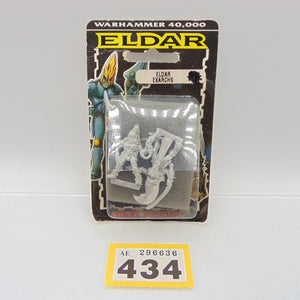 WARHAMMER 40,000
ELDAR
ELDAR
EXARCHS
AE 296636
434